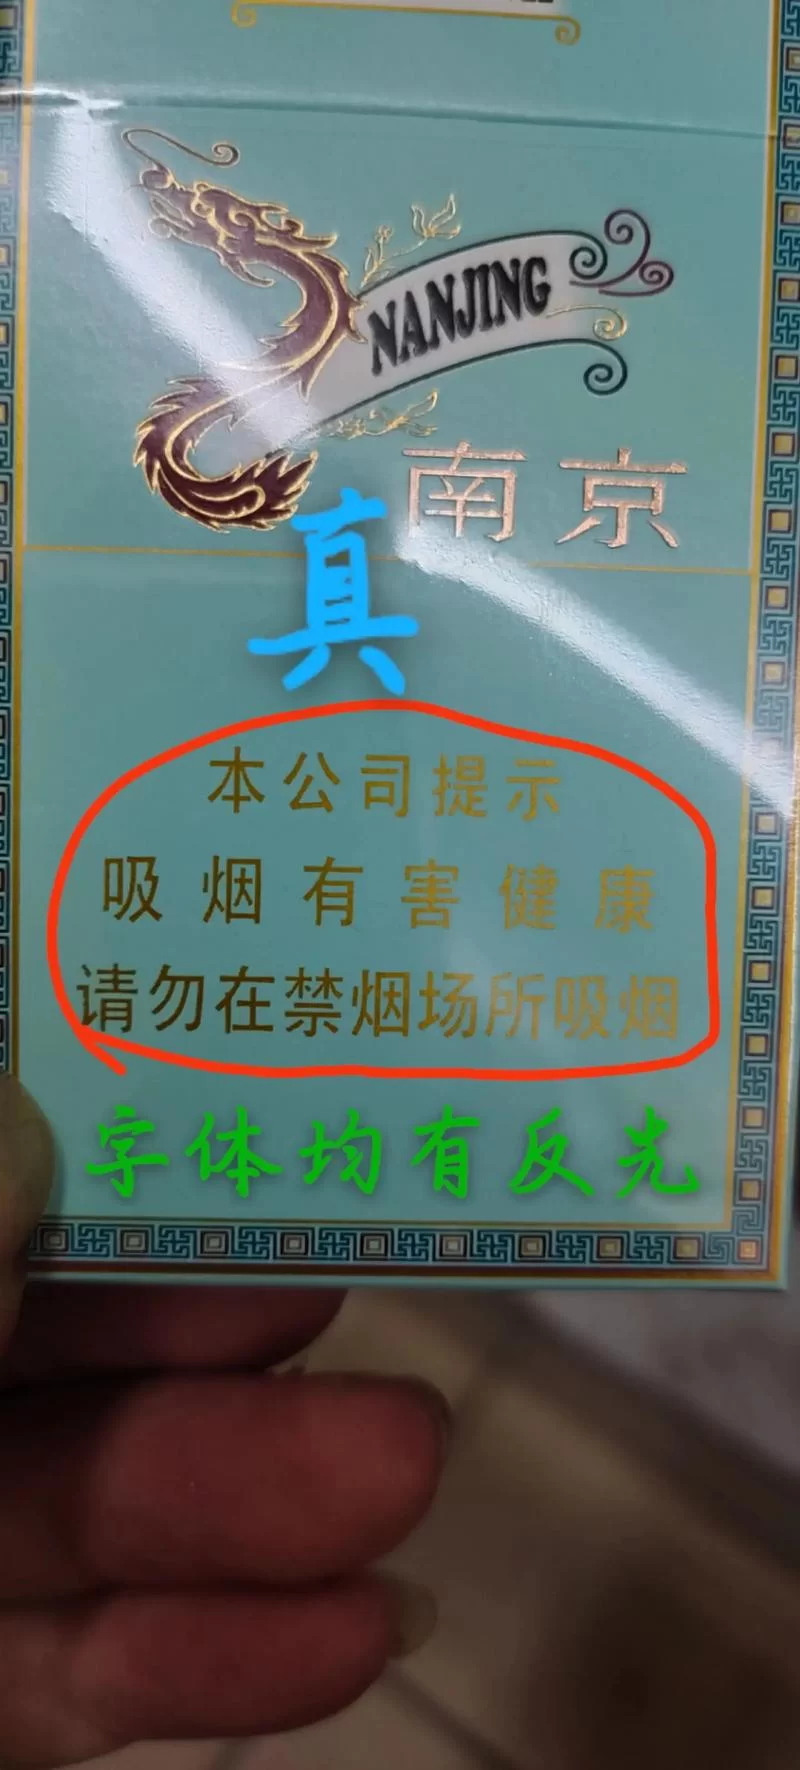 NANJING
南京
真
本公司提示
吸烟有害健康
请勿在禁烟场所吸烟
字体均有反光